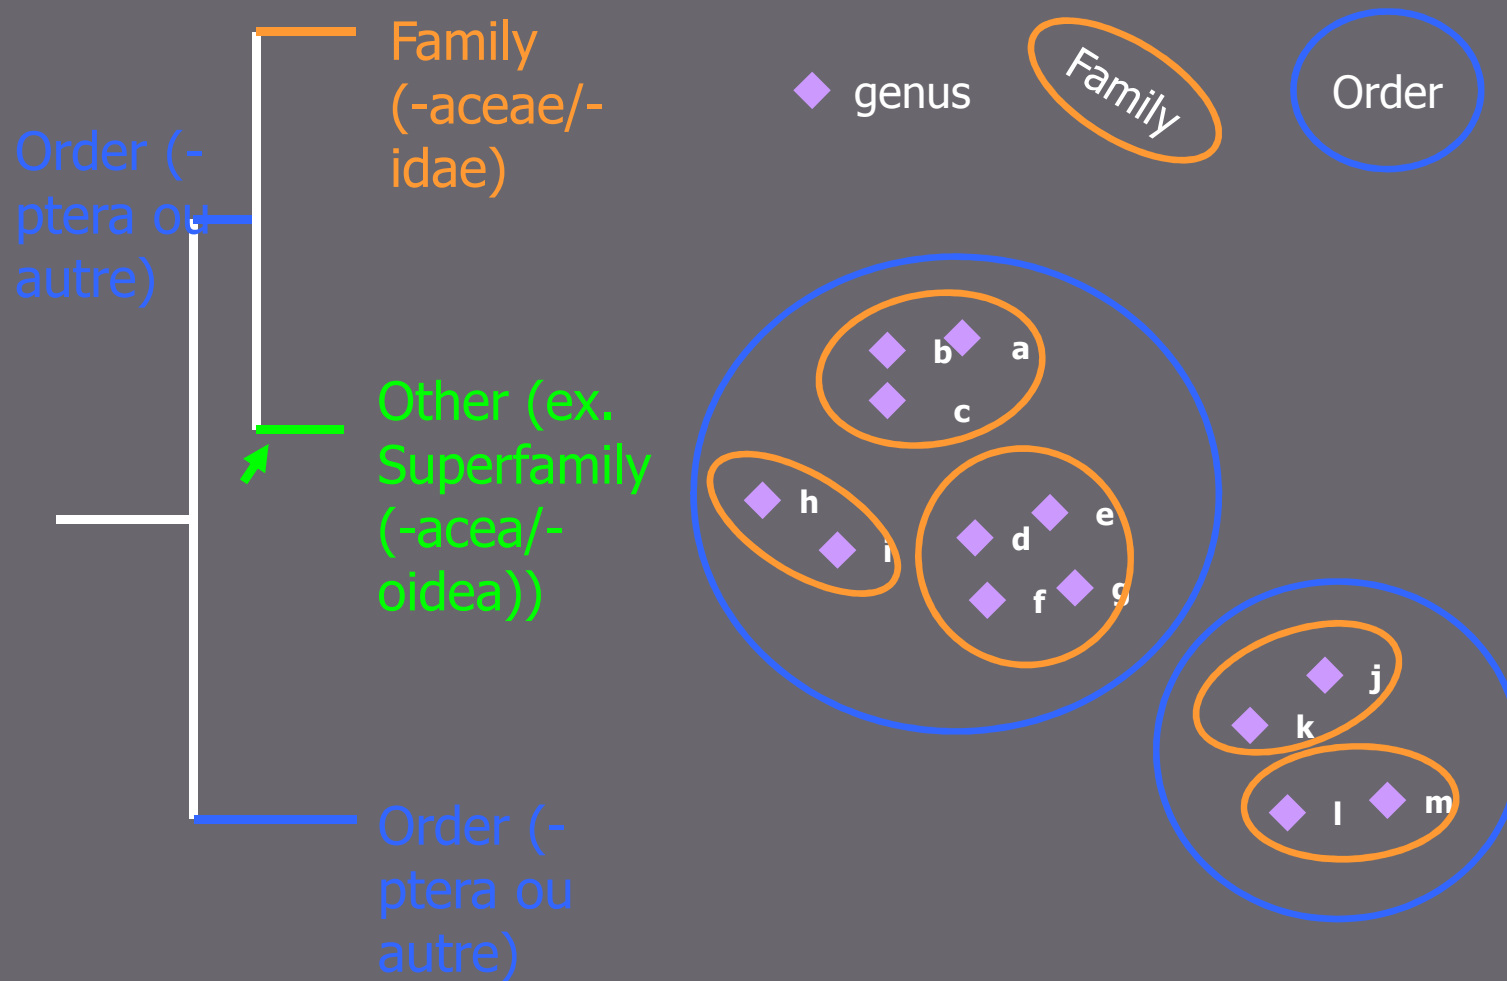 Family
(-aceae/-
idae)
genus
Family
Order
Order (-
ptera ou
autre)
b
a
c
Other (ex.
Superfamily
(-acea/-
oidea))
h
i
e
d
f
g
j
k
l
m
Order (-
ptera ou
autre)